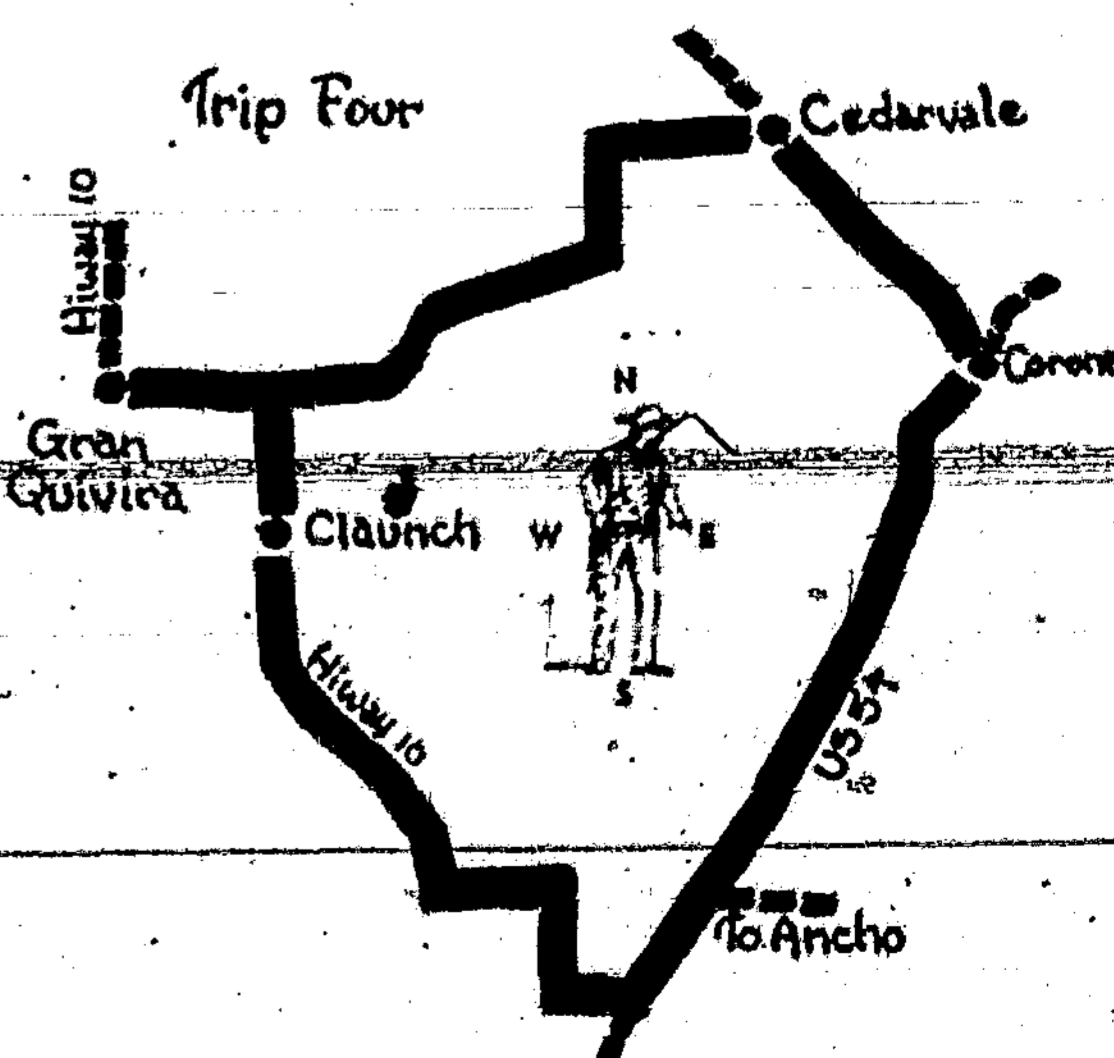 Trip Four
Cedarvale
Hiway 10
Gran
Quivira
N
W
E
S
Claunch
Hiway 10
US 54
To Ancho